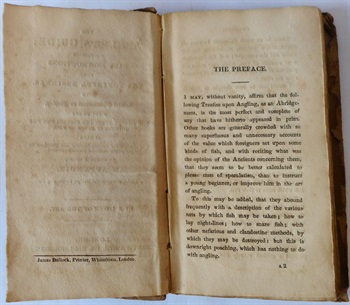 James Bullock, Printer, Whitefriars, London.
THE PREFACE.
I MAY, without vanity, affirm that the fol-
lowing Treatise upon Angling, as an Abridge-
ment, is the most perfect and complete of
any that have hitherto appeared in print.
Other books are generally crowded with so
many superfluous and unnecessary accounts
of the value which foreigners set upon some
kinds of fish, and with reciting what was
the opinion of the Ancients concerning them,
that they seem to be better calculated to
please men of speculation, than to instruct
a young beginner, or improve him in the art
of angling.
To this may be added, that they abound
frequently with a description of the various
nets by which fish may be taken; how to
lay night-lines; how to snare fish; with
other nefarious and clandestine methods, by
which they may be destroyed: but this is
downright poaching, which has nothing to do
with angling.
A 2